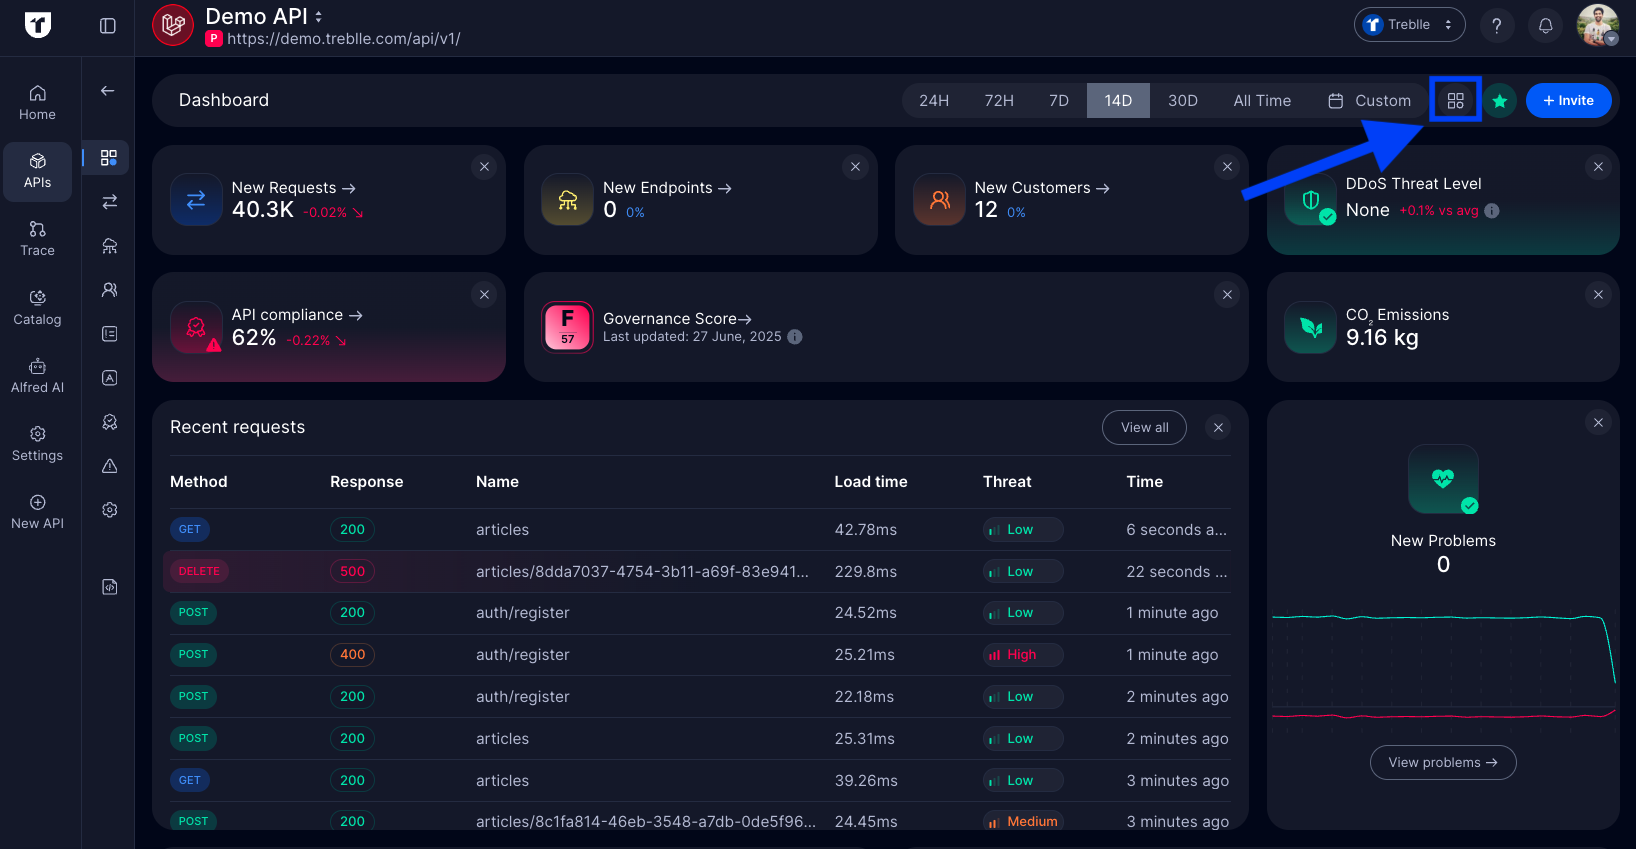 Demo API
P https://demo.treblle.com/api/v1/
Treblle
?
Home
APIs
Trace
Catalog
Alfred AI
Settings
New API
Dashboard
24H 72H 7D 14D 30D All Time Custom
+ Invite
New Requests →
40.3K -0.02% ↘
New Endpoints →
0 0%
New Customers →
12 0%
DDoS Threat Level
None +0.1% vs avg
API compliance →
62% -0.22% ↘
F
57
Governance Score→
Last updated: 27 June, 2025
CO2 Emissions
9.16 kg
Recent requests
View all
Method Response Name Load time Threat Time
GET 200 articles 42.78ms Low 6 seconds a...
DELETE 500 articles/8dda7037-4754-3b11-a69f-83e941... 229.8ms Low 22 seconds ...
POST 200 auth/register 24.52ms Low 1 minute ago
POST 400 auth/register 25.21ms High 1 minute ago
POST 200 auth/register 22.18ms Low 2 minutes ago
POST 200 articles 25.31ms Low 2 minutes ago
GET 200 articles 39.26ms Low 3 minutes ago
POST 200 articles/8c1fa814-46eb-3548-a7db-0de5f96... 24.45ms Medium 3 minutes ago
New Problems
0
View problems →